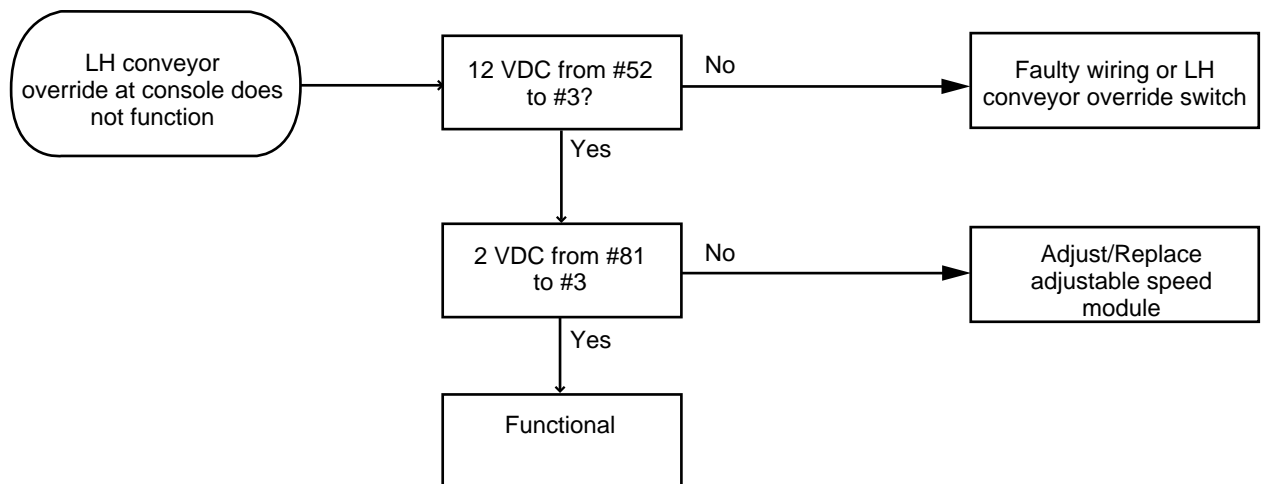 LH conveyor
override at console does
not function
12 VDC from #52
to #3?
No
Faulty wiring or LH
conveyor override switch
Yes
2 VDC from #81
to #3
No
Adjust/Replace
adjustable speed
module
Yes
Functional